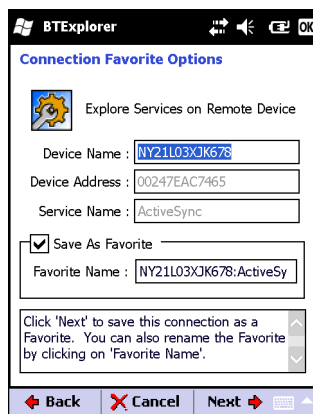 BTExplorer
OK
Connection Favorite Options
Explore Services on Remote Device
Device Name : NY21L03XJK678
Device Address : 00247EAC7465
Service Name : ActiveSync
Save As Favorite
Favorite Name : NY21L03XJK678:ActiveSy
Click 'Next' to save this connection as a
Favorite. You can also rename the Favorite
by clicking on 'Favorite Name'.
Back Cancel Next